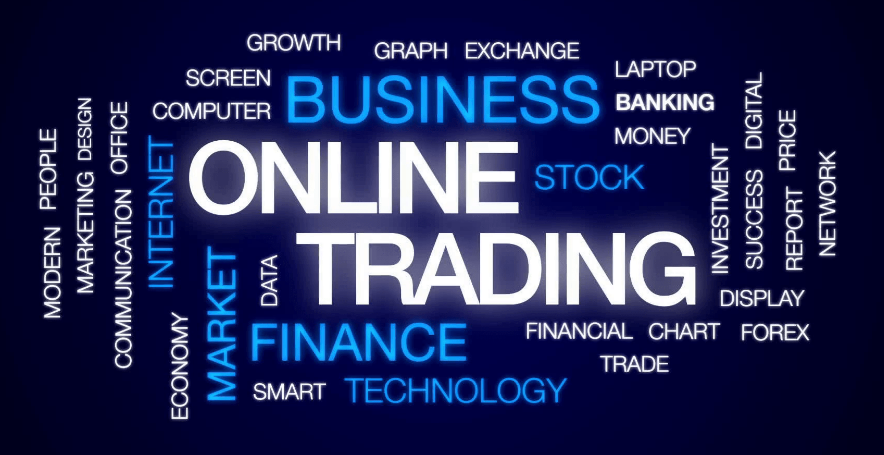 GROWTH
GRAPH EXCHANGE
SCREEN
BUSINESS
LAPTOP
COMPUTER
BANKING
MONEY
ONLINE
STOCK
TRADING
MODERN PEOPLE
MARKETING DESIGN
COMMUNICATION OFFICE
INTERNET
ECONOMY
MARKET
DATA
INVESTMENT
SUCCESS DIGITAL
REPORT PRICE
NETWORK
DISPLAY
FINANCE
FINANCIAL CHART FOREX
TRADE
SMART TECHNOLOGY